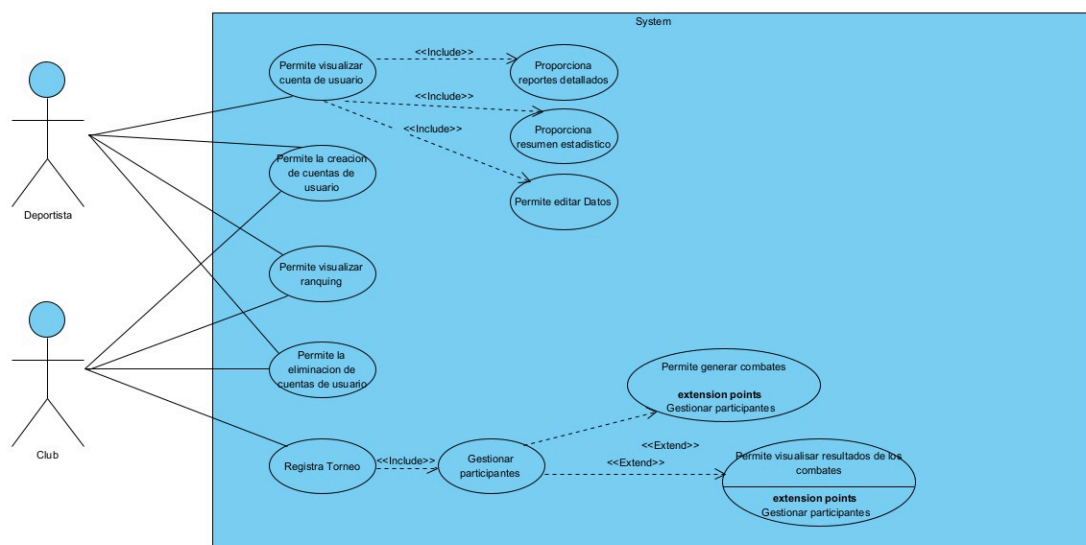 System
Permite visualizar
cuenta de usuario
<<Include>>
Proporciona
reportes detallados
<<Include>>
Proporciona
resumen estadistico
<<Include>>
Permite editar Datos
Deportista
Permite la creacion
de cuentas de
usuario
Permite visualizar
ranquing
Permite la
eliminacion de
cuentas de usuario
Club
Registra Torneo
<<Include>>
Gestionar
participantes
Permite generar combates
extension points
Gestionar participantes
<<Extend>>
<<Extend>>
Permite visualisar resultados de los
combates
extension points
Gestionar participantes